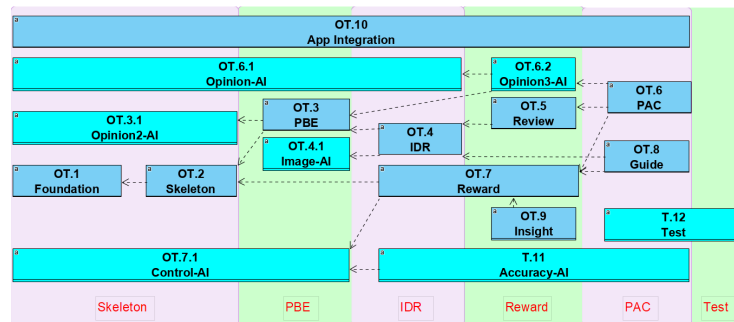 OT.10
App Integration
OT.6.1
Opinion-AI
OT.6.2
Opinion3-AI
OT.6
PAC
OT.3
PBE
OT.5
Review
OT.3.1
Opinion2-AI
OT.4
IDR
OT.4.1
Image-AI
OT.8
Guide
OT.1
Foundation
OT.2
Skeleton
OT.7
Reward
OT.9
Insight
T.12
Test
OT.7.1
Control-AI
T.11
Accuracy-AI
Skeleton
PBE
IDR
Reward
PAC
Test